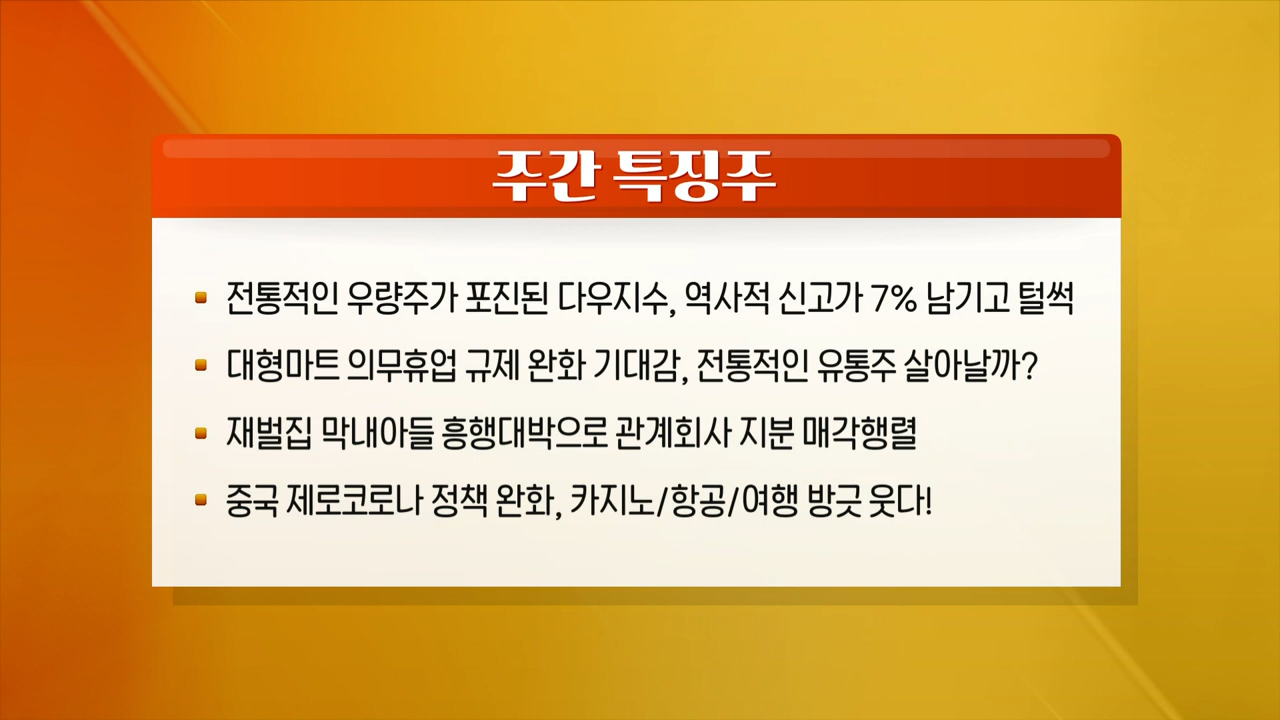 주간 특징주
전통적인 우량주가 포진된 다우지수, 역사적 신고가 7% 남기고 털썩
대형마트 의무휴업 규제 완화 기대감, 전통적인 유통주 살아날까?
재벌집 막내아들 흥행대박으로 관계회사 지분 매각행렬
중국 제로코로나 정책 완화, 카지노/항공/여행 방긋 웃다!